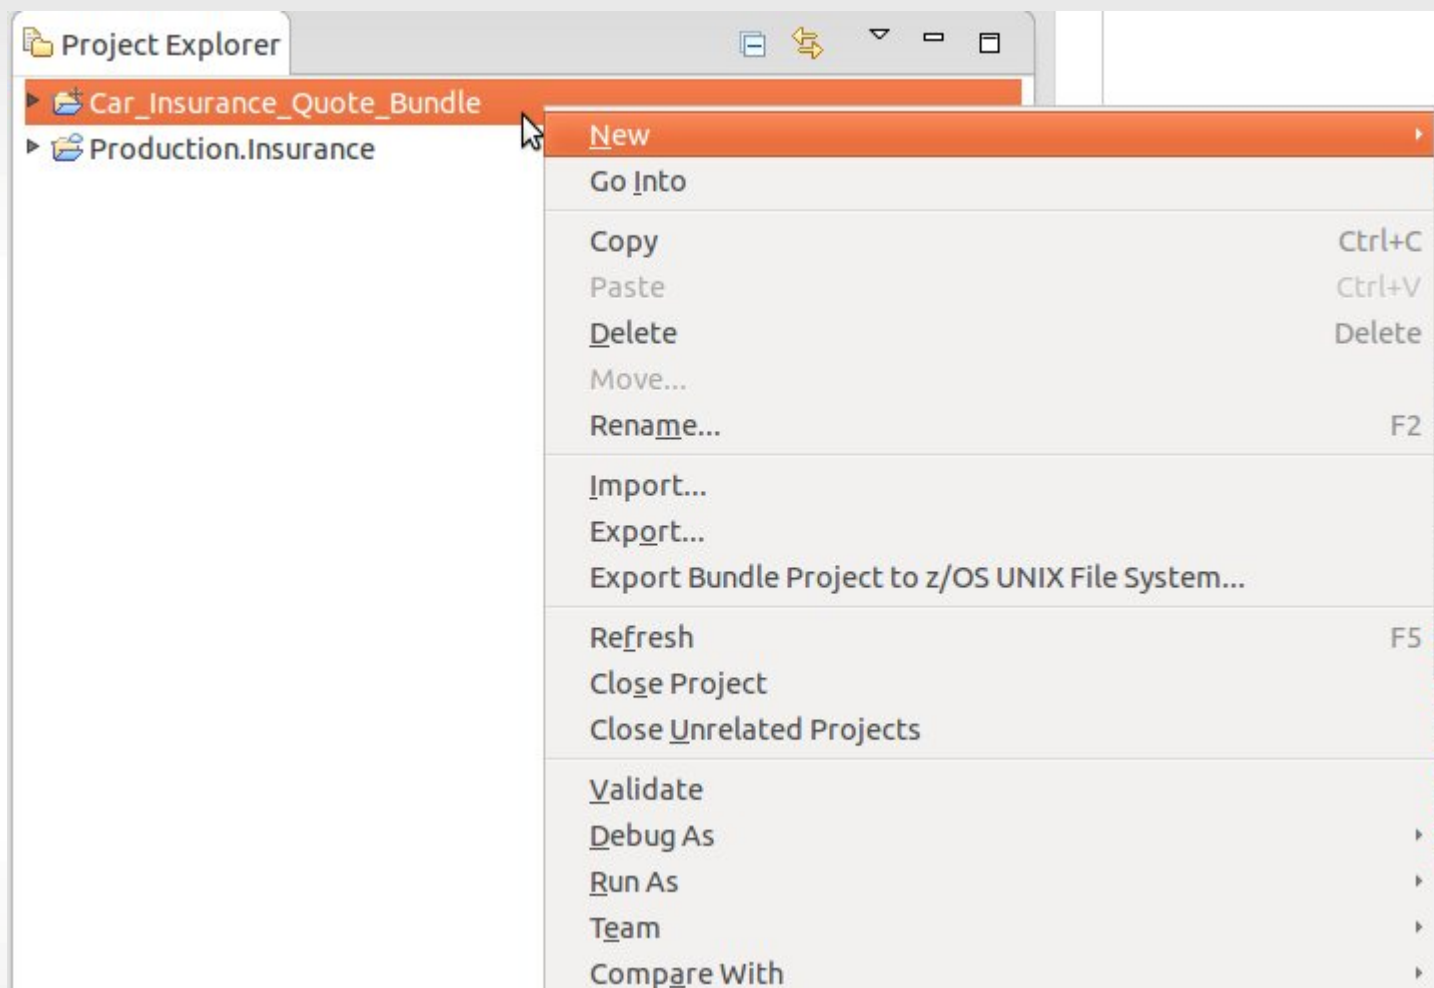 Project Explorer
Car_Insurance_Quote_Bundle
Production.Insurance
New
Go Into
Copy Ctrl+C
Paste Ctrl+V
Delete Delete
Move...
Rename... F2
Import...
Export...
Export Bundle Project to z/OS UNIX File System...
Refresh F5
Close Project
Close Unrelated Projects
Validate
Debug As
Run As
Team
Compare With